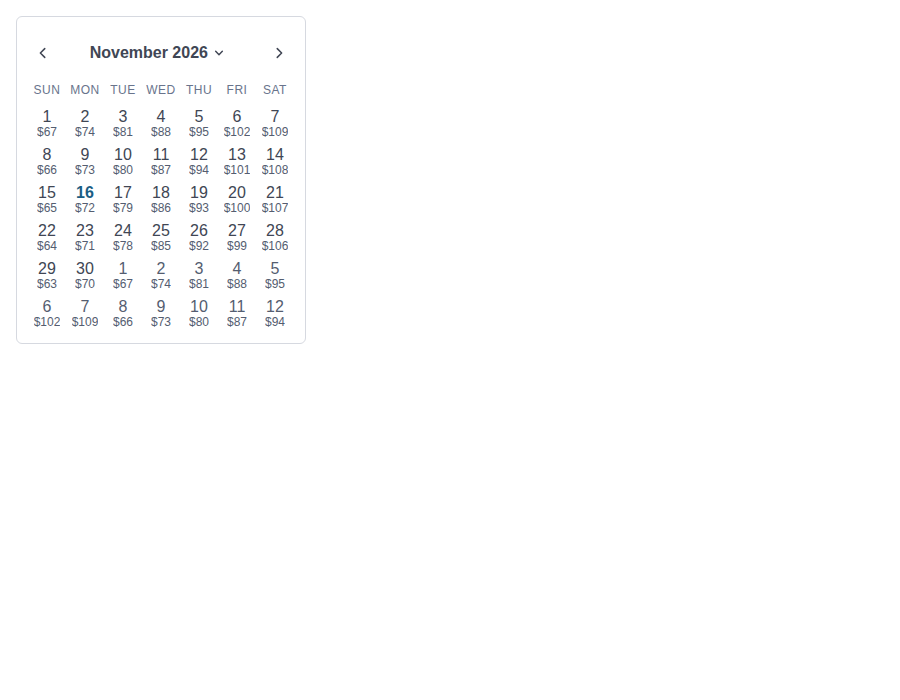 November 2026
SUN MON TUE WED THU FRI SAT
1 2 3 4 5 6 7
$67 $74 $81 $88 $95 $102 $109
8 9 10 11 12 13 14
$66 $73 $80 $87 $94 $101 $108
15 16 17 18 19 20 21
$65 $72 $79 $86 $93 $100 $107
22 23 24 25 26 27 28
$64 $71 $78 $85 $92 $99 $106
29 30 1 2 3 4 5
$63 $70 $67 $74 $81 $88 $95
6 7 8 9 10 11 12
$102 $109 $66 $73 $80 $87 $94